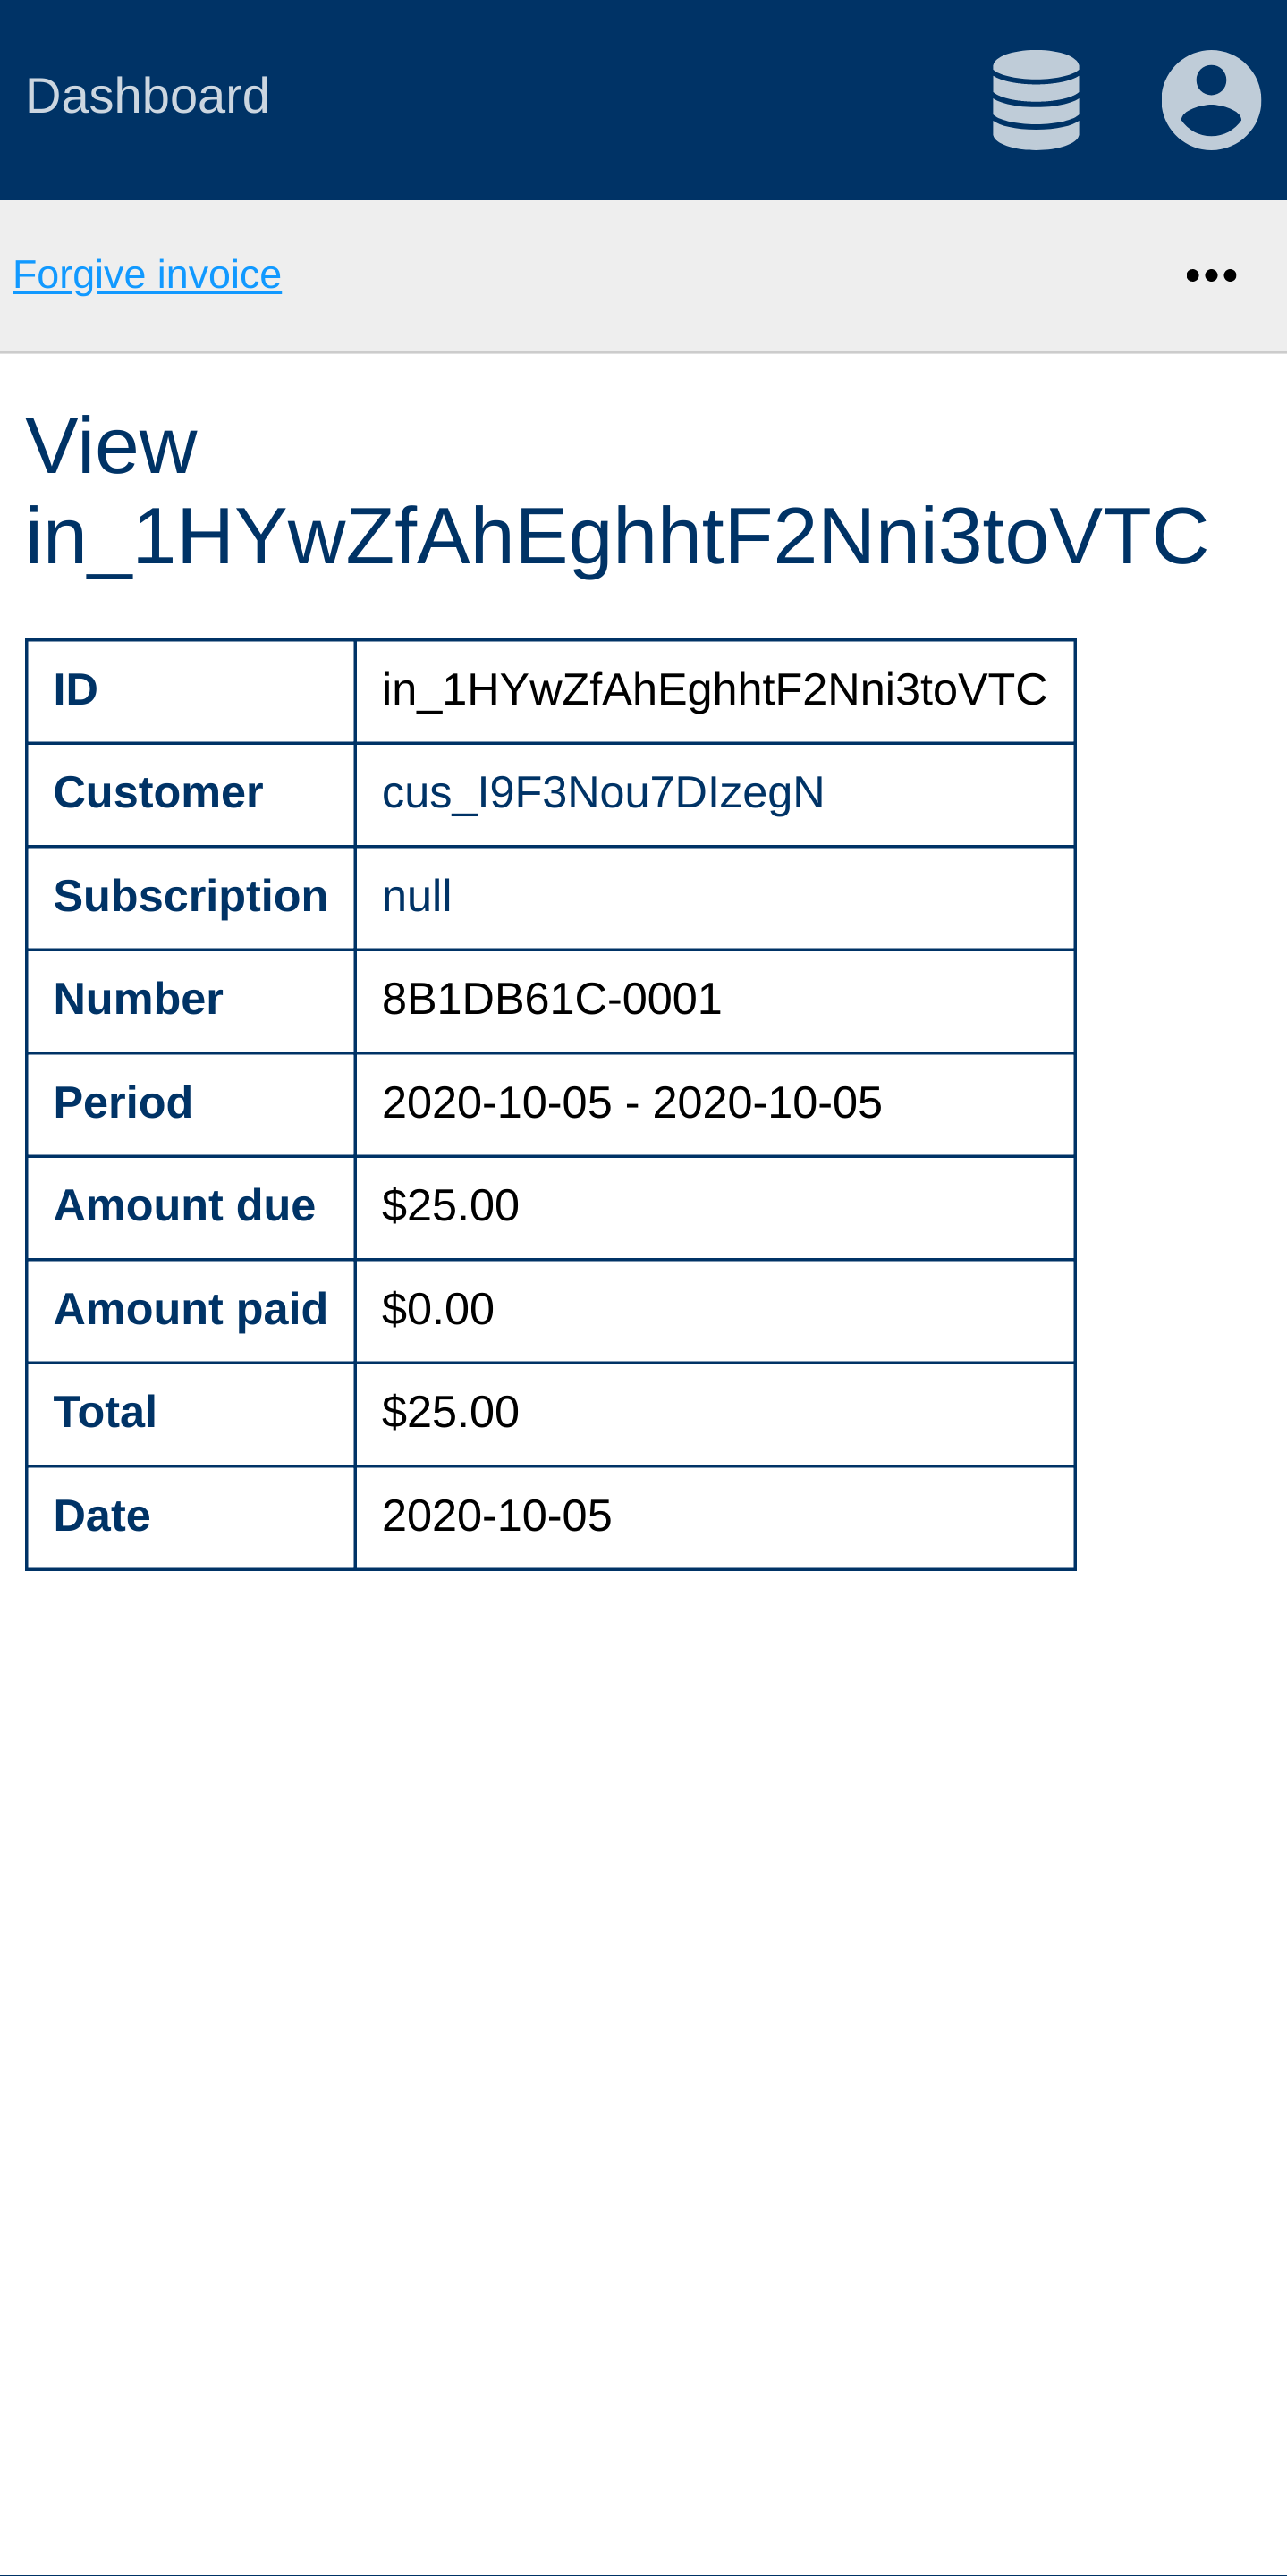 Dashboard
Forgive invoice
View
in_1HYwZfAhEghhtF2Nni3toVTC
ID in_1HYwZfAhEghhtF2Nni3toVTC
Customer cus_I9F3Nou7DIzegN
Subscription null
Number 8B1DB61C-0001
Period 2020-10-05 - 2020-10-05
Amount due $25.00
Amount paid $0.00
Total $25.00
Date 2020-10-05